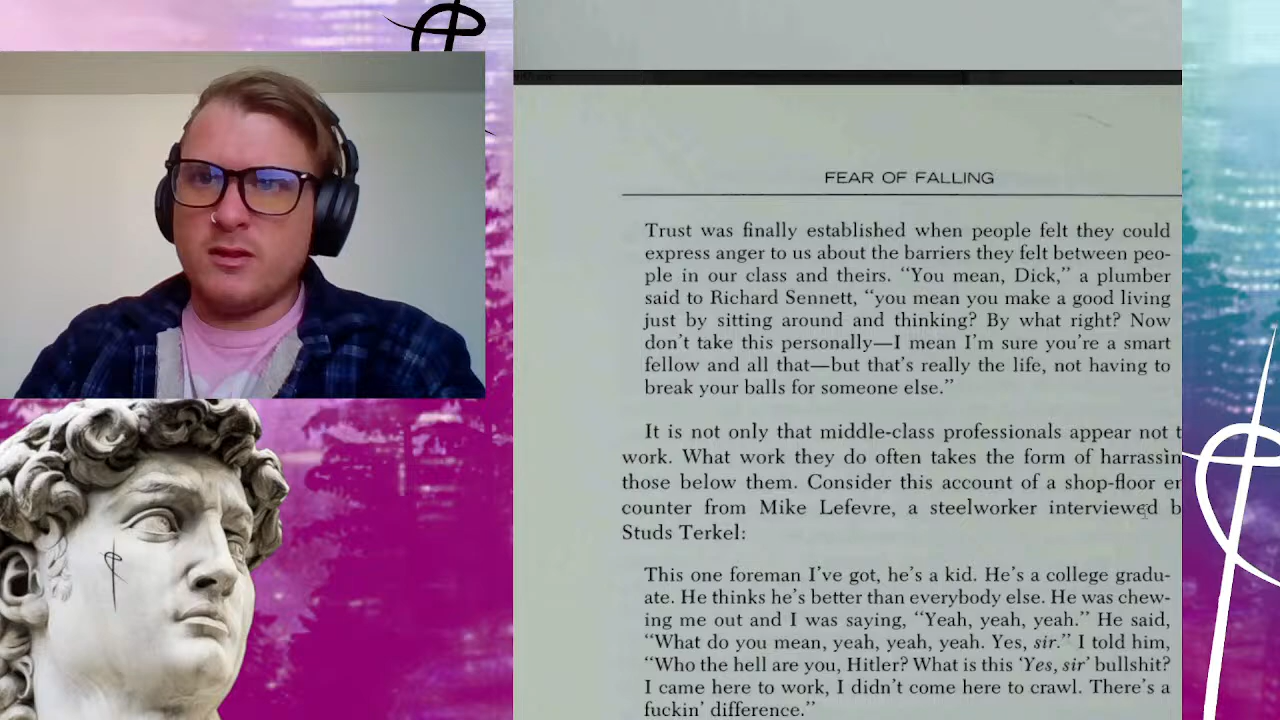 FEAR OF FALLING
Trust was finally established when people felt they could
express anger to us about the barriers they felt between peo-
ple in our class and theirs. “You mean, Dick,” a plumber
said to Richard Sennett, “you mean you make a good living
just by sitting around and thinking? By what right? Now
don’t take this personally—I mean I’m sure you’re a smart
fellow and all that—but that’s really the life, not having to
break your balls for someone else.”
It is not only that middle-class professionals appear not t
work. What work they do often takes the form of harrassin
those below them. Consider this account of a shop-floor en
counter from Mike Lefevre, a steelworker interviewed b
Studs Terkel:
This one foreman I’ve got, he’s a kid. He’s a college gradu-
ate. He thinks he’s better than everybody else. He was chew-
ing me out and I was saying, “Yeah, yeah, yeah.” He said,
“What do you mean, yeah, yeah, yeah. Yes, sir.” I told him,
“Who the hell are you, Hitler? What is this ‘Yes, sir’ bullshit?
I came here to work, I didn’t come here to crawl. There’s a
fuckin’ difference.”